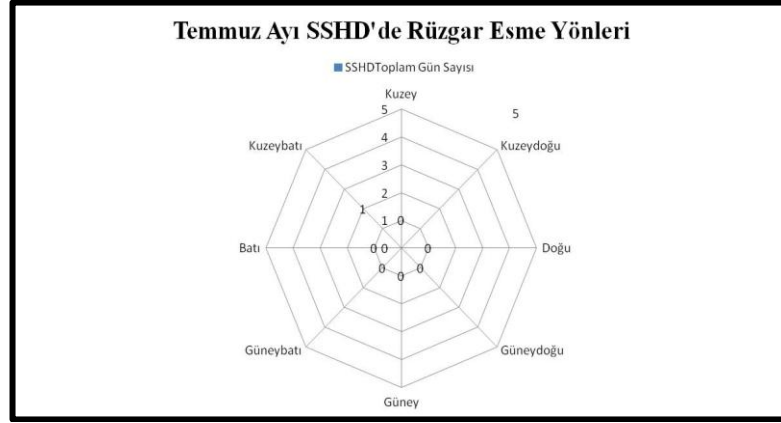 Temmuz Ayı SSHD'de Rüzgar Esme Yönleri
SSHDToplam Gün Sayısı
Kuzey
5
5
4
Kuzeybatı
Kuzeydoğu
3
2
1
1
0
Batı
0
0
0
Doğu
0
0
0
Güneybatı
Güneydoğu
Güney